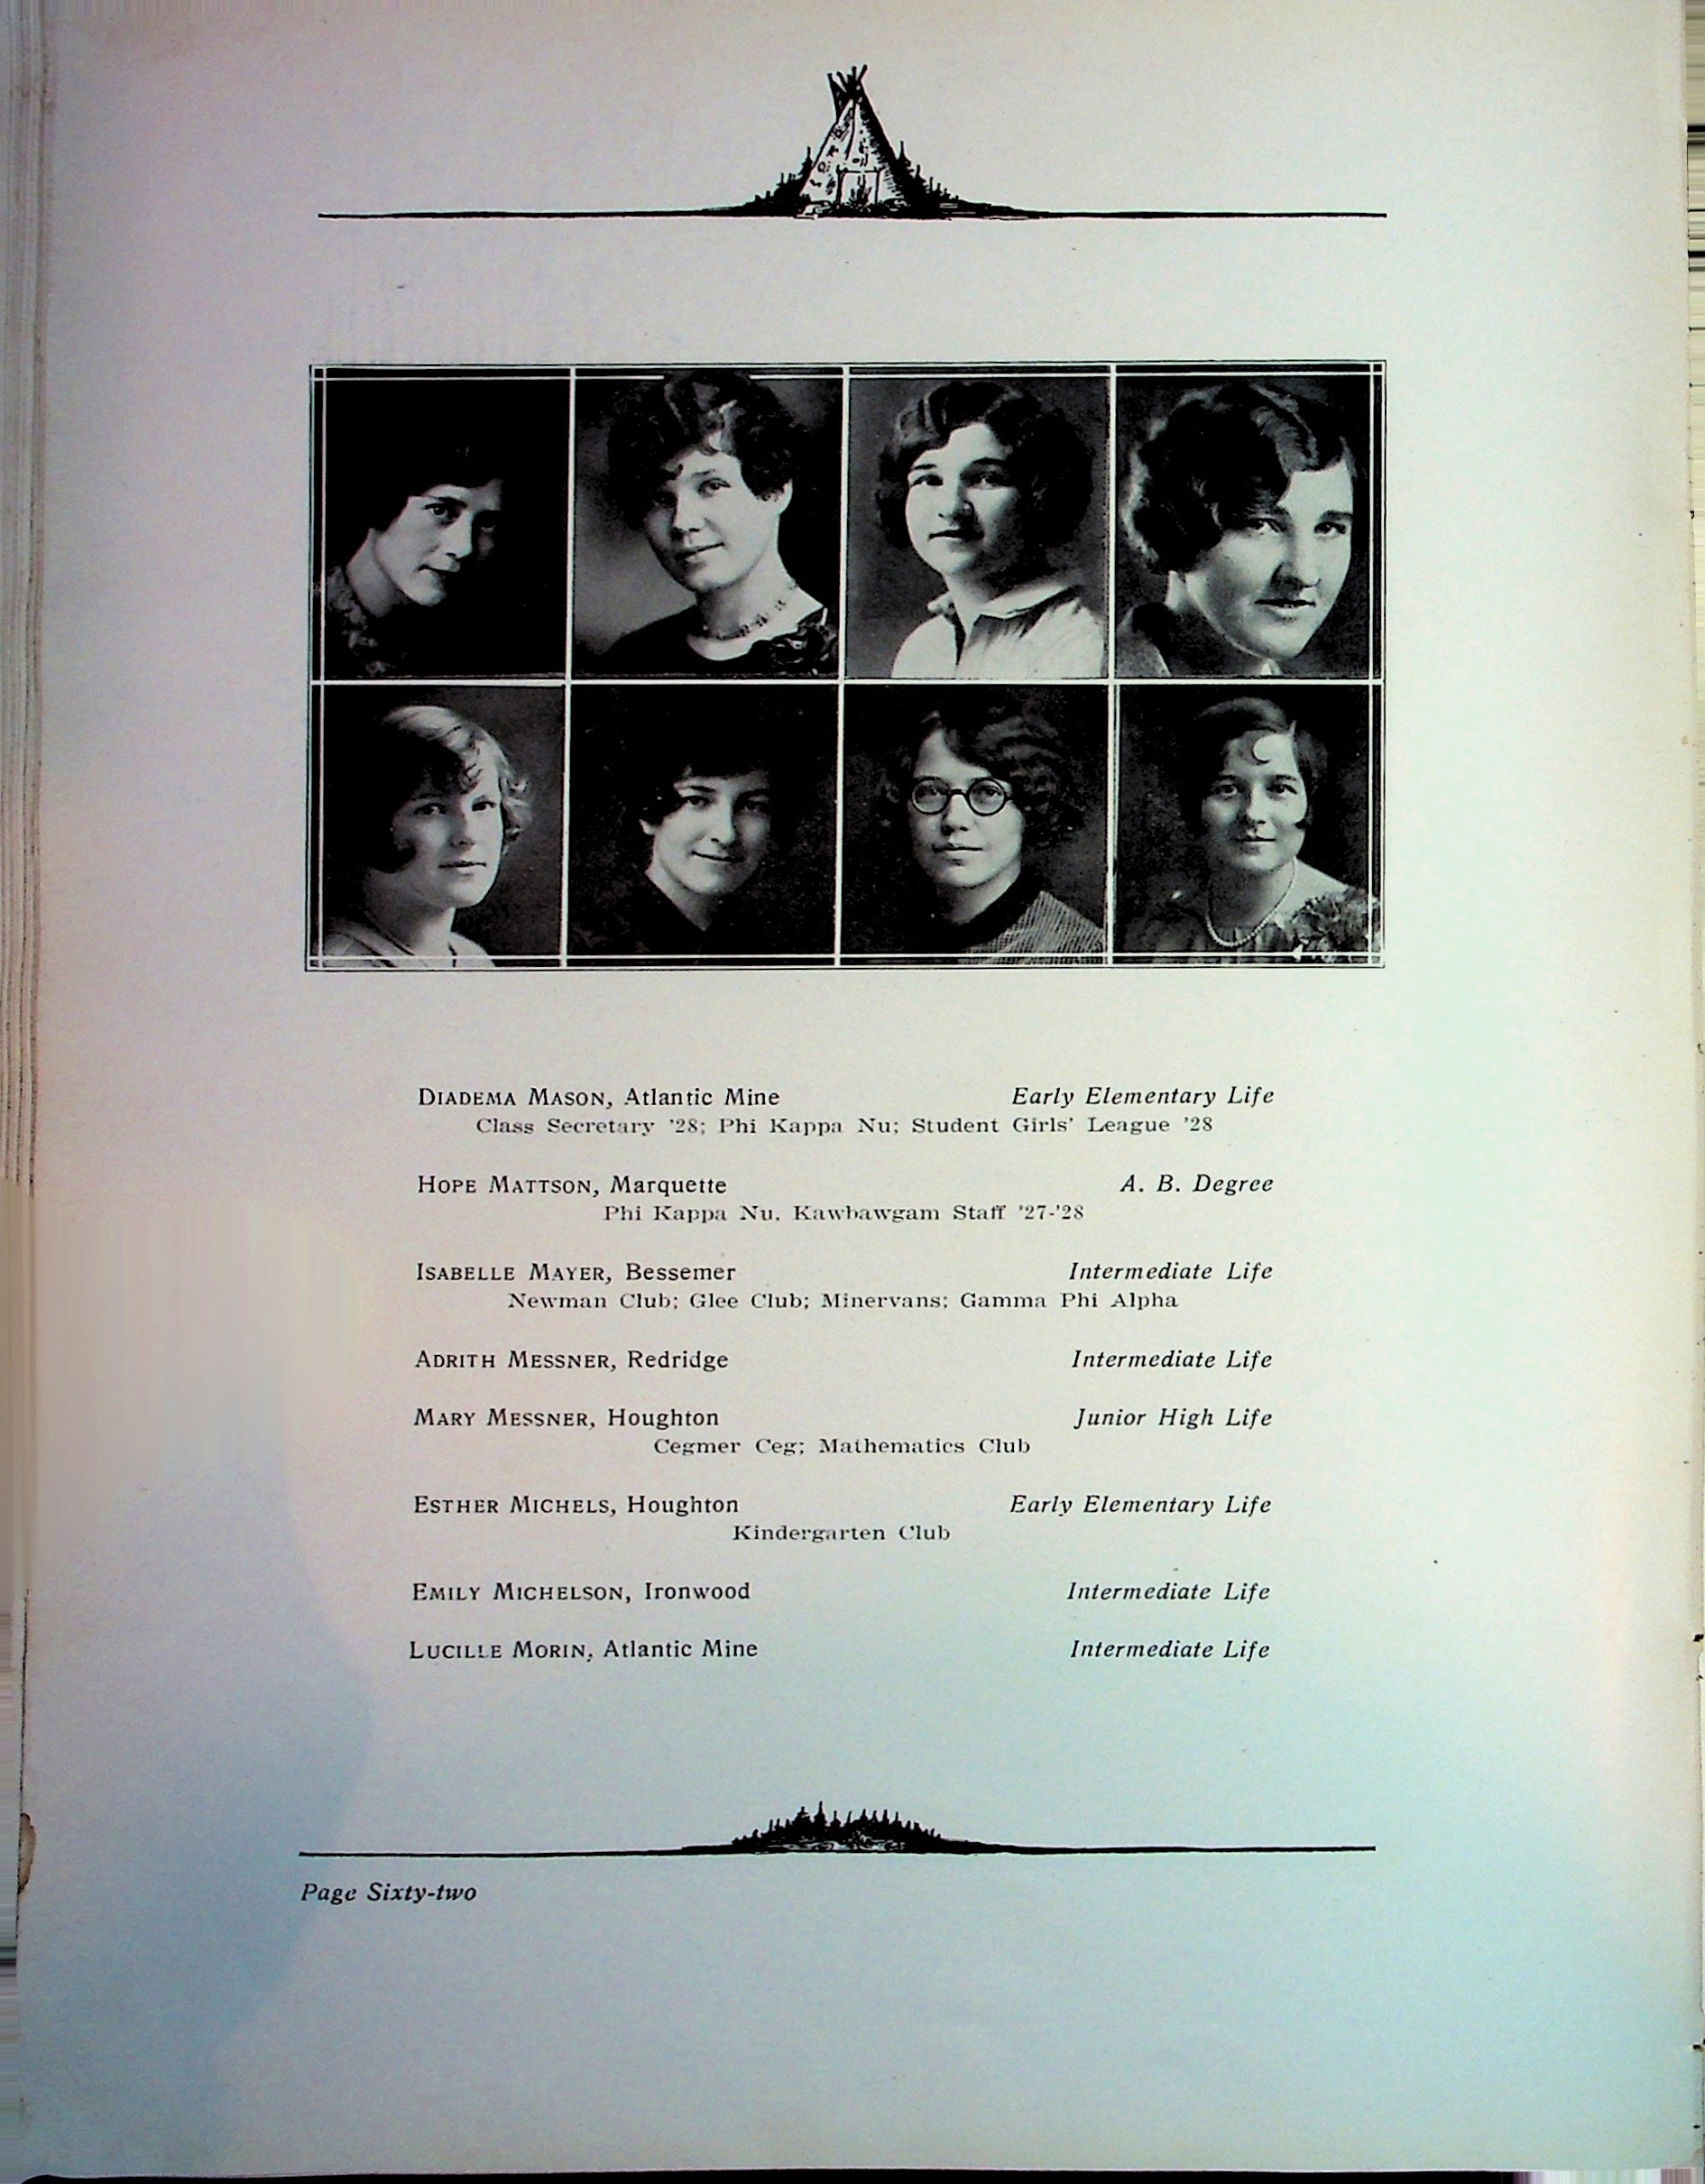 DIADEMA MASON, Atlantic Mine Early Elementary Life
Class Secretary '28; Phi Kappa Nu; Student Girls' League '28
HOPE MATTSON, Marquette A. B. Degree
Phi Kappa Nu, Kawbawgam Staff '27-'28
ISABELLE MAYER, Bessemer Intermediate Life
Newman Club; Glee Club; Minervans; Gamma Phi Alpha
ADRITH MESSNER, Redridge Intermediate Life
MARY MESSNER, Houghton Junior High Life
Cegmer Ceg; Mathematics Club
ESTHER MICHELS, Houghton Early Elementary Life
Kindergarten Club
EMILY MICHELSON, Ironwood Intermediate Life
LUCILLE MORIN, Atlantic Mine Intermediate Life
Page Sixty-two